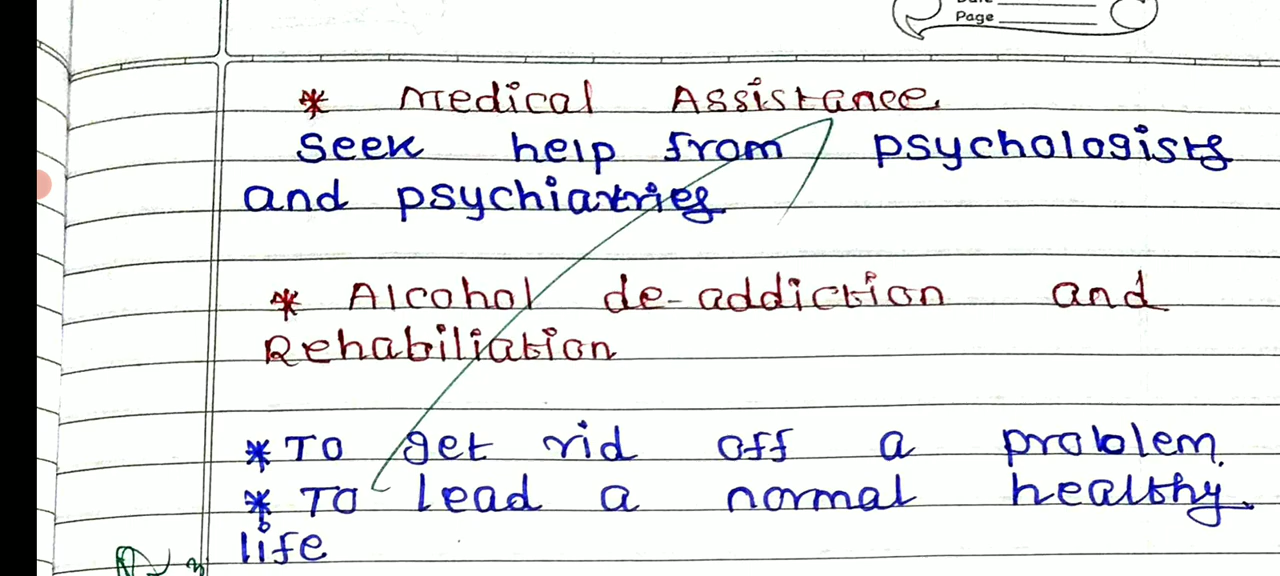 Page
* Medical Assistance.
Seek help from psychologists
and psychiatries
* Alcohol de-addiction and
Rehabiliation
* To get rid off a problem.
* To lead a normal healthy.
life